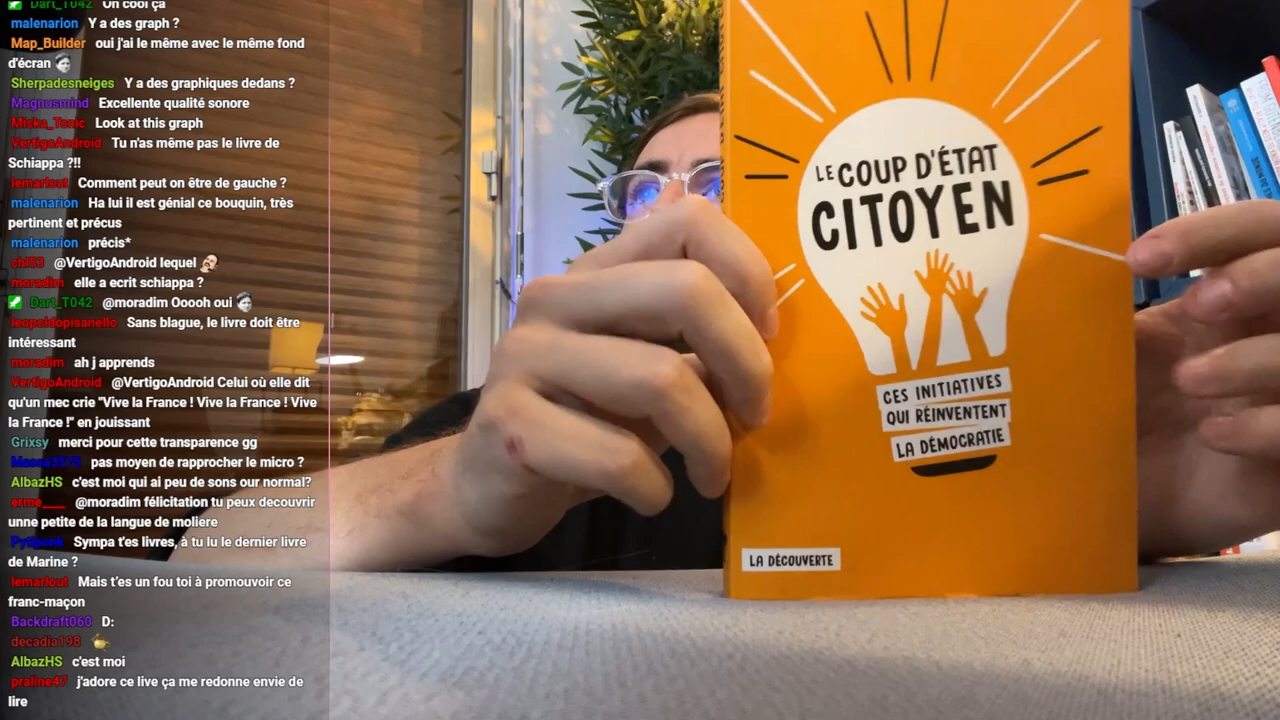 Dart_T042 Oh cool ça
malenarion Y a des graph ?
Map_Builder oui j'ai le même avec le même fond
d'écran
Sherpadesneiges Y a des graphiques dedans ?
Magnusmind Excellente qualité sonore
Miska_Tonic Look at this graph
VertigoAndroid Tu n'as même pas le livre de
Schiappa ?!!
lemarlout Comment peut on être de gauche ?
malenarion Ha lui il est génial ce bouquin, très
pertinent et précus
malenarion précis*
chf53 @VertigoAndroid lequel
moradim elle a ecrit schiappa ?
Dart_T042 @moradim Ooooh oui
leopoldopisanello Sans blague, le livre doit être
intéressant
moradim ah j apprends
VertigoAndroid @VertigoAndroid Celui où elle dit
qu'un mec crie "Vive la France ! Vive la France ! Vive
la France !" en jouissant
Grixsy merci pour cette transparence gg
pas moyen de rapprocher le micro ?
AlbazHS c'est moi qui ai peu de sons our normal?
erme____ @moradim félicitation tu peux decouvrir
unne petite de la langue de moliere
Sympa t'es livres, à tu lu le dernier livre
de Marine ?
lemarlout Mais t'es un fou toi à promouvoir ce
franc-maçon
Backdraft060 D:
decadia198
AlbazHS c'est moi
praline47 j'adore ce live ça me redonne envie de
lire
LE COUP D'ÉTAT
CITOYEN
CES INITIATIVES
QUI RÉINVENTENT
LA DÉMOCRATIE
LA DÉCOUVERTE